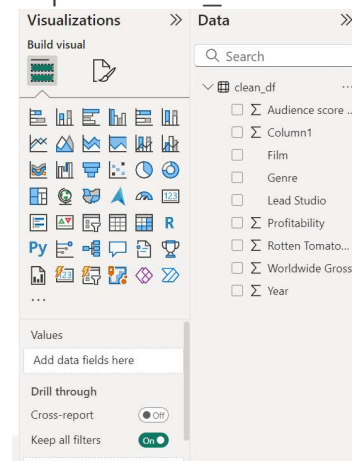 Visualizations
Build visual
123
R
Py
...
Values
Add data fields here
Drill through
Cross-report
Off
Keep all filters
On
Data
Search
clean_df ...
Σ Audience score ...
Σ Column1
Film
Genre
Lead Studio
Σ Profitability
Σ Rotten Tomato...
Σ Worldwide Gross
Σ Year